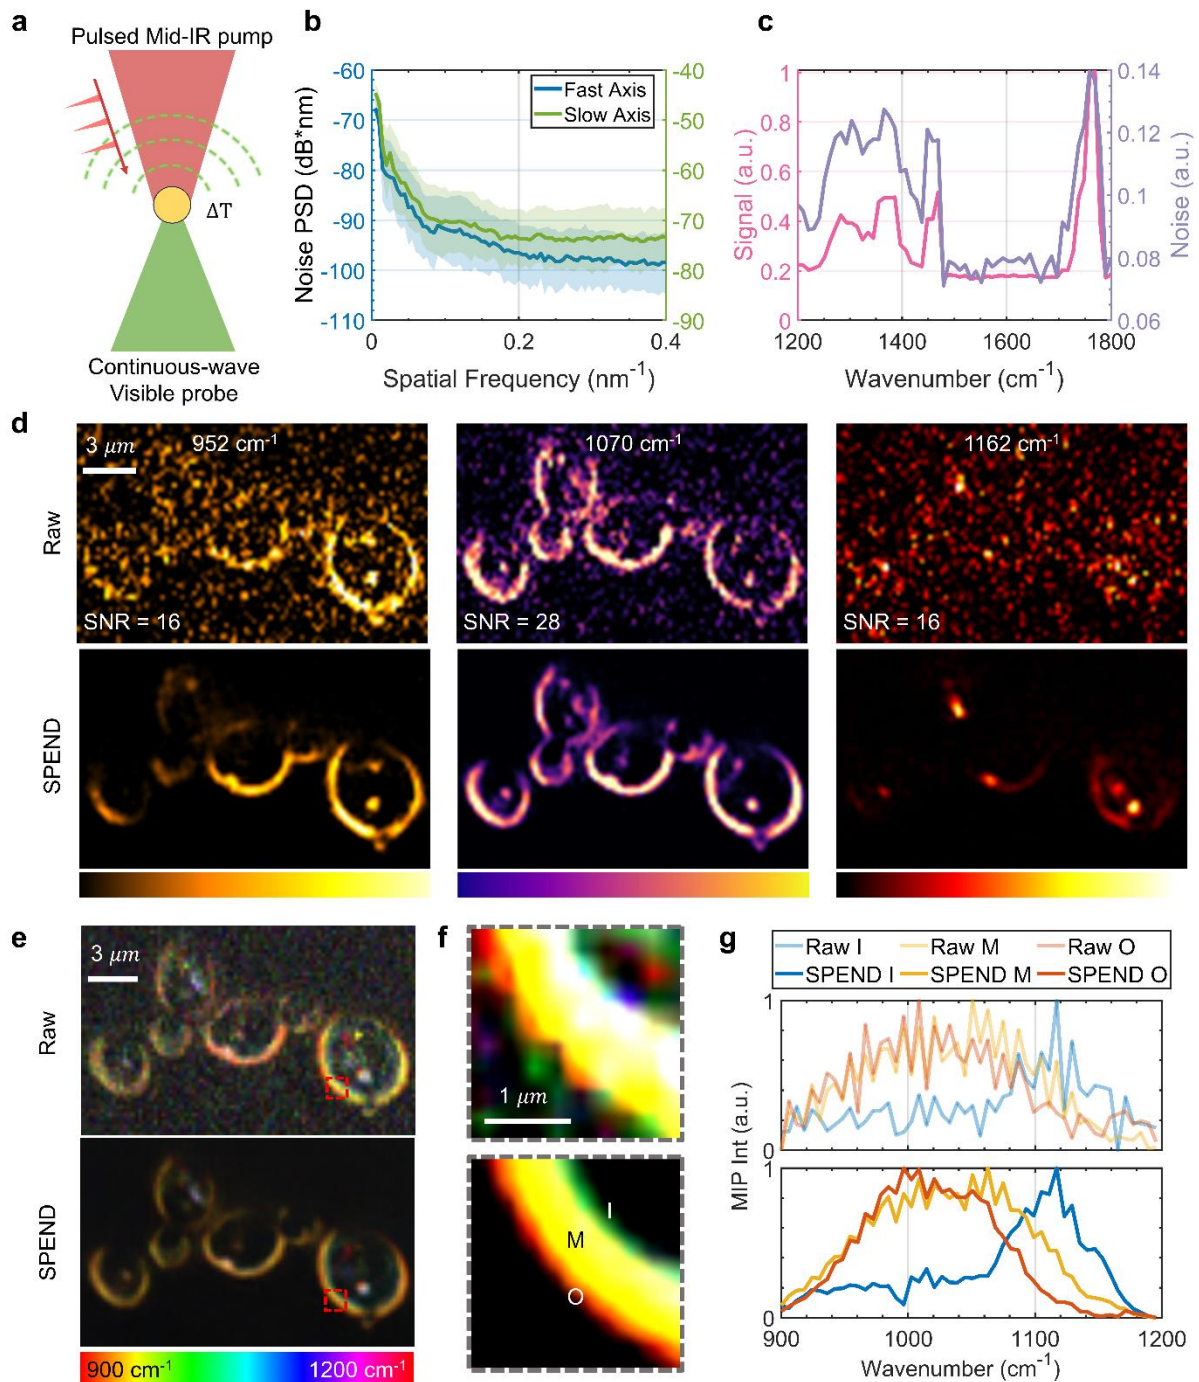 a
Pulsed Mid-IR pump
ΔT
Continuous-wave
Visible probe
b
Noise PSD (dB*nm)
-60
-70
-80
-90
-100
-110
Fast Axis
Slow Axis
-40
-50
-60
-70
-80
-90
0 0.2 0.4
Spatial Frequency (nm⁻¹)
c
Signal (a.u.)
1
0.8
0.6
0.4
0.2
0
0.14
0.12
0.1
0.08
0.06
Noise (a.u.)
1200 1400 1600 1800
Wavenumber (cm⁻¹)
d
Raw
3 μm
952 cm⁻¹
SNR = 16
1070 cm⁻¹
SNR = 28
1162 cm⁻¹
SNR = 16
SPEND
e
Raw
3 μm
SPEND
900 cm⁻¹ 1200 cm⁻¹
f
1 μm
I
M
O
g
Raw I Raw M Raw O
SPEND I SPEND M SPEND O
MIP Int (a.u.)
1
0
1
0
900 1000 1100 1200
Wavenumber (cm⁻¹)